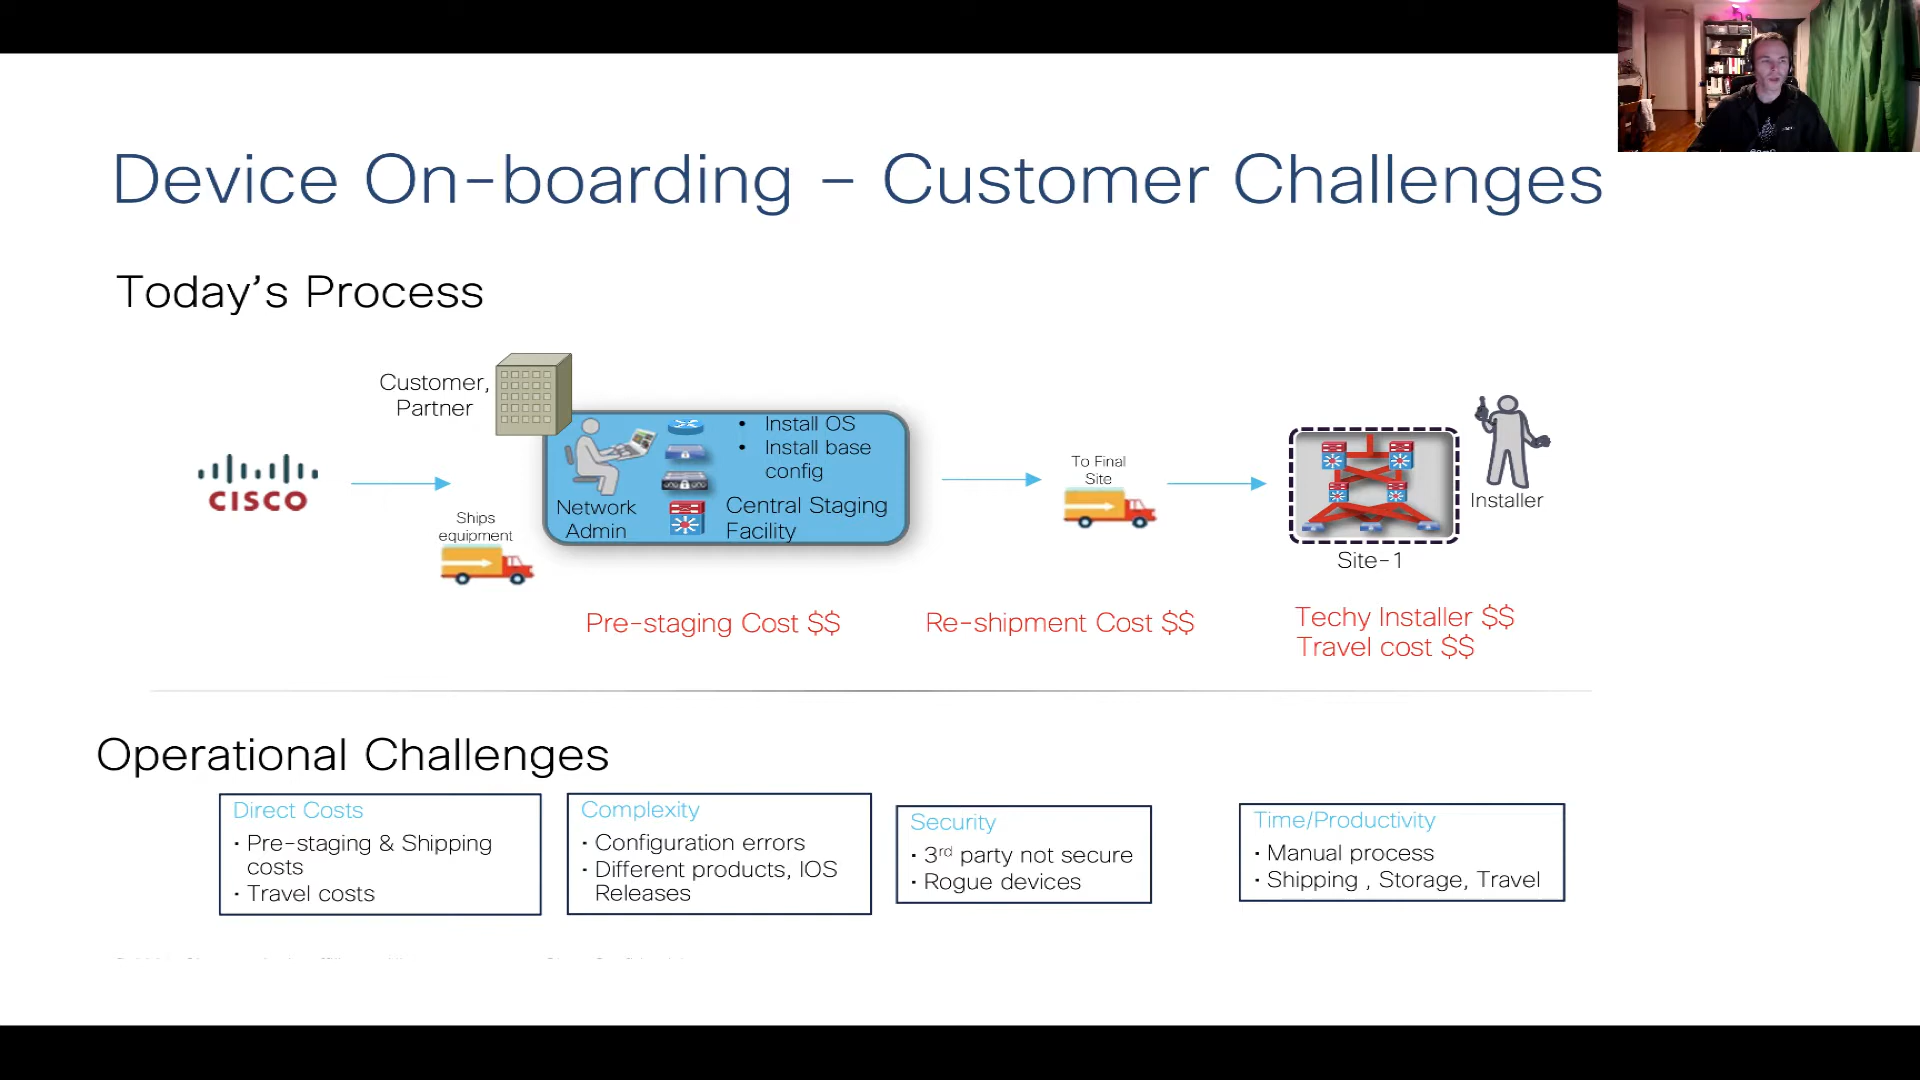 Device On-boarding – Customer Challenges
Today's Process
Customer,
Partner
CISCO
Ships
equipment
Network
Admin
• Install OS
• Install base
config
Central Staging
Facility
To Final
Site
Site-1
Installer
Pre-staging Cost $$
Re-shipment Cost $$
Techy Installer $$
Travel cost $$
Operational Challenges
Direct Costs
· Pre-staging & Shipping
costs
· Travel costs
Complexity
· Configuration errors
· Different products, IOS
Releases
Security
· 3rd party not secure
· Rogue devices
Time/Productivity
· Manual process
· Shipping , Storage, Travel